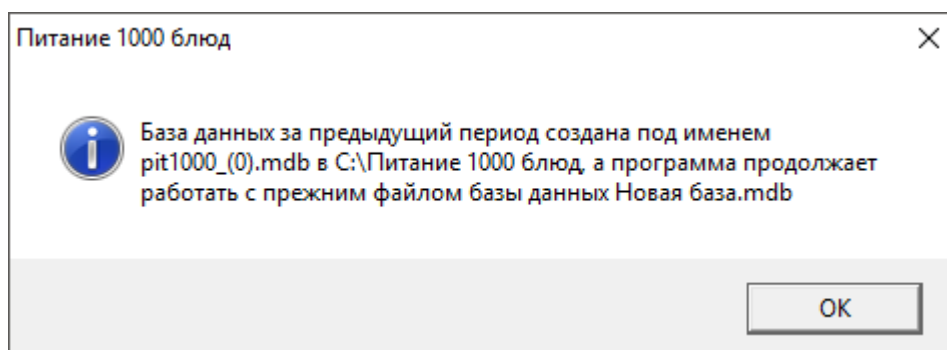 Питание 1000 блюд
База данных за предыдущий период создана под именем
pit1000_(0).mdb в C:\Питание 1000 блюд, а программа продолжает
работать с прежним файлом базы данных Новая база.mdb
OK